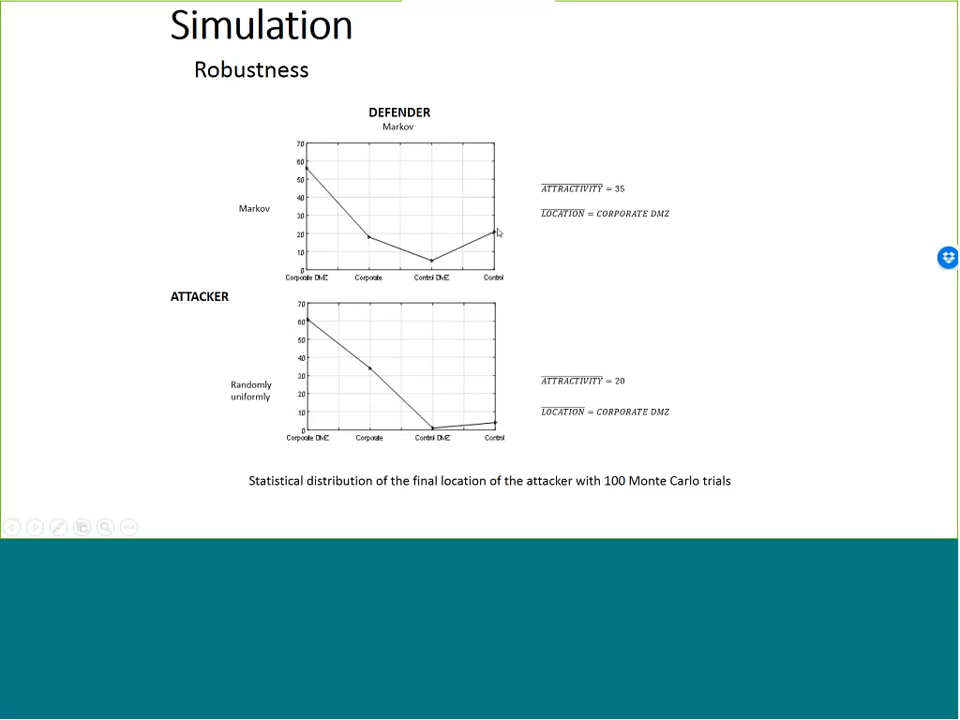 Simulation
Robustness
DEFENDER
Markov
70
60
50
40
30
20
10
0
Corporate DMZ Corporate Control DMZ Control
Markov
ATTRACTIVITY = 35
LOCATION = CORPORATE DMZ
ATTACKER
70
60
50
40
30
20
10
0
Corporate DMZ Corporate Control DMZ Control
Randomly
uniformly
ATTRACTIVITY = 20
LOCATION = CORPORATE DMZ
Statistical distribution of the final location of the attacker with 100 Monte Carlo trials